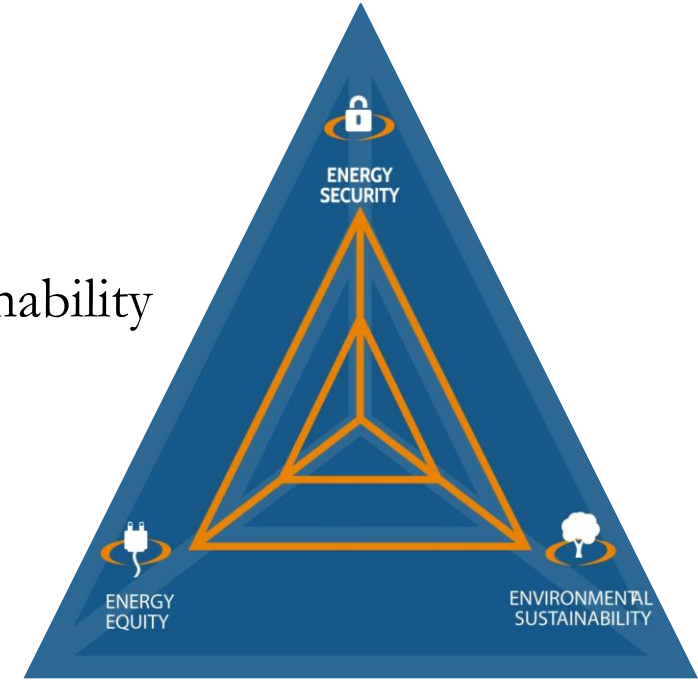 ENERGY
SECURITY
nability
ENERGY
EQUITY
ENVIRONMENTAL
SUSTAINABILITY